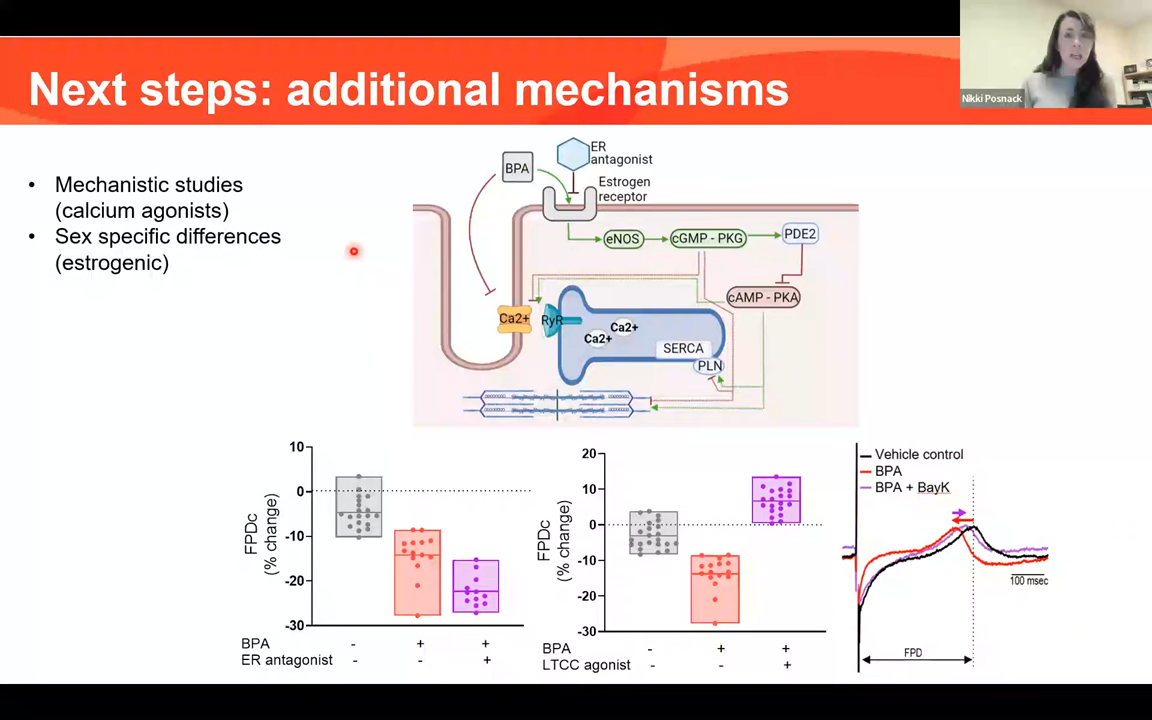 Next steps: additional mechanisms
Nikki Posnack
• Mechanistic studies
(calcium agonists)
• Sex specific differences
(estrogenic)
BPA
ER
antagonist
Estrogen
receptor
eNOS
cGMP - PKG
PDE2
cAMP - PKA
Ca2+
RyR
Ca2+
Ca2+
SERCA
PLN
10
0
-10
-20
-30
FPDc
(% change)
BPA - + +
ER antagonist - - +
20
10
0
-10
-20
-30
FPDc
(% change)
BPA - + +
LTCC agonist - - +
Vehicle control
BPA
BPA + BayK
100 msec
FPD